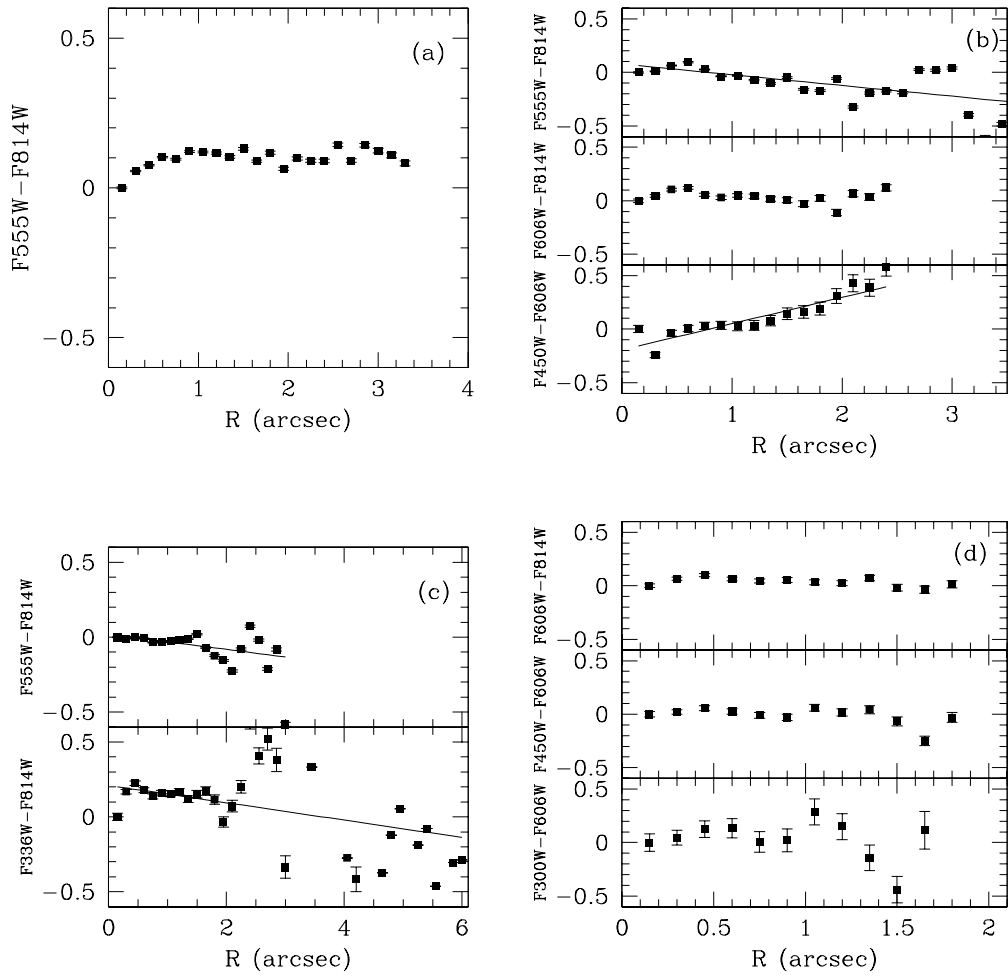 (a)
F555W−F814W
0.5
0
−0.5
0 1 2 3 4
R (arcsec)
(b)
F555W−F814W
0.5
0
−0.5
F606W−F814W
0.5
0
−0.5
F450W−F606W
0.5
0
−0.5
0 1 2 3
R (arcsec)
(c)
F555W−F814W
0.5
0
−0.5
F336W−F814W
0.5
0
−0.5
0 2 4 6
R (arcsec)
(d)
F606W−F814W
0.5
0
−0.5
F450W−F606W
0.5
0
−0.5
F300W−F606W
0.5
0
−0.5
0 0.5 1 1.5 2
R (arcsec)